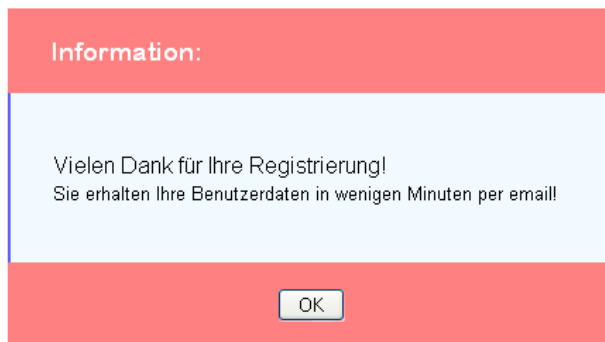 Information:
Vielen Dank für Ihre Registrierung!
Sie erhalten Ihre Benutzerdaten in wenigen Minuten per email!
OK